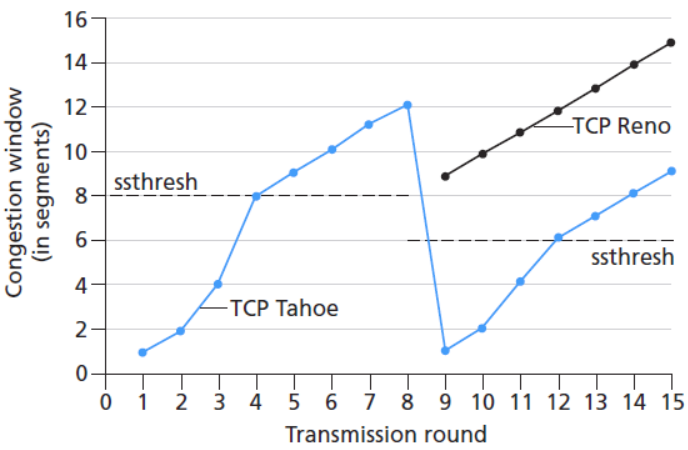 16
14
12
10
8
6
4
2
0
Congestion window
(in segments)
ssthresh
TCP Reno
ssthresh
TCP Tahoe
0 1 2 3 4 5 6 7 8 9 10 11 12 13 14 15
Transmission round